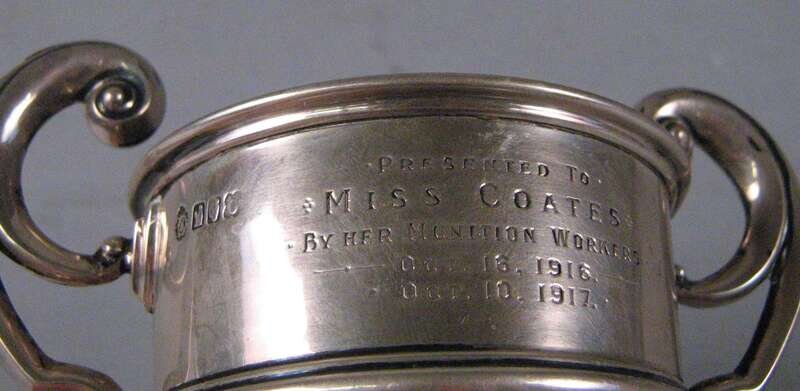 · PRESENTED TO ·
· MISS COATES ·
· BY HER MUNITION WORKERS ·
OCT. 16. 1916.
OCT. 10. 1917.